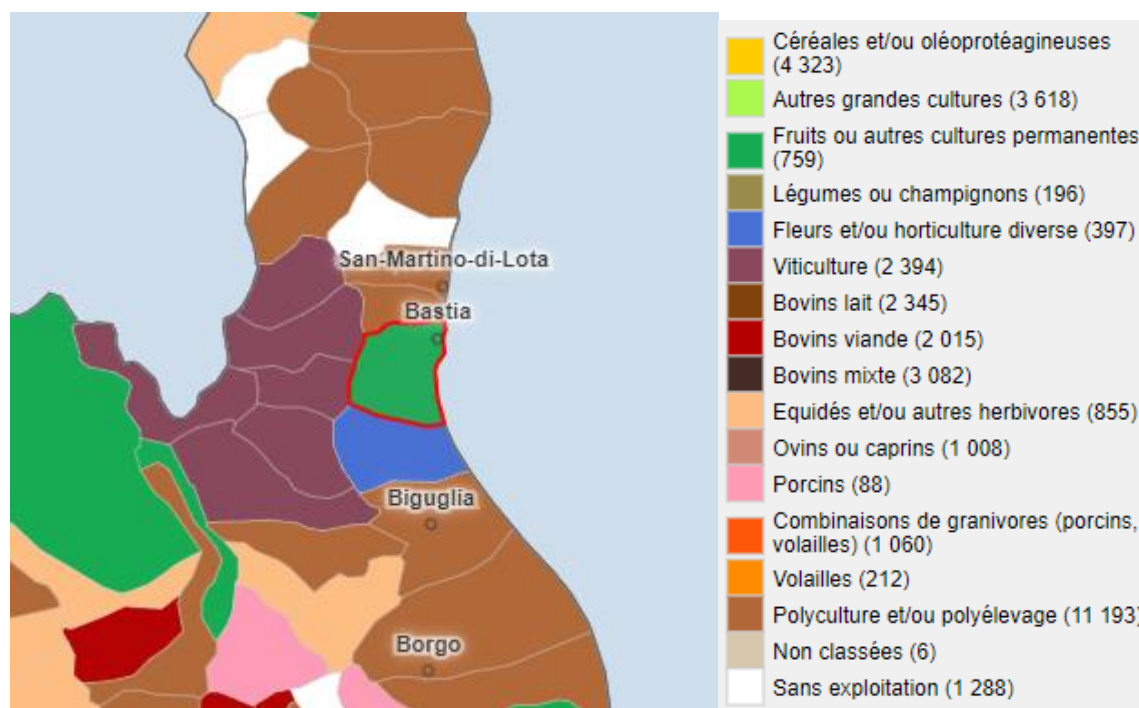 San-Martino-di-Lota
Bastia
Biguglia
Borgo
Céréales et/ou oléoprotéagineuses
(4 323)
Autres grandes cultures (3 618)
Fruits ou autres cultures permanentes
(759)
Légumes ou champignons (196)
Fleurs et/ou horticulture diverse (397)
Viticulture (2 394)
Bovins lait (2 345)
Bovins viande (2 015)
Bovins mixte (3 082)
Equidés et/ou autres herbivores (855)
Ovins ou caprins (1 008)
Porcins (88)
Combinaisons de granivores (porcins,
volailles) (1 060)
Volailles (212)
Polyculture et/ou polyélevage (11 193)
Non classées (6)
Sans exploitation (1 288)